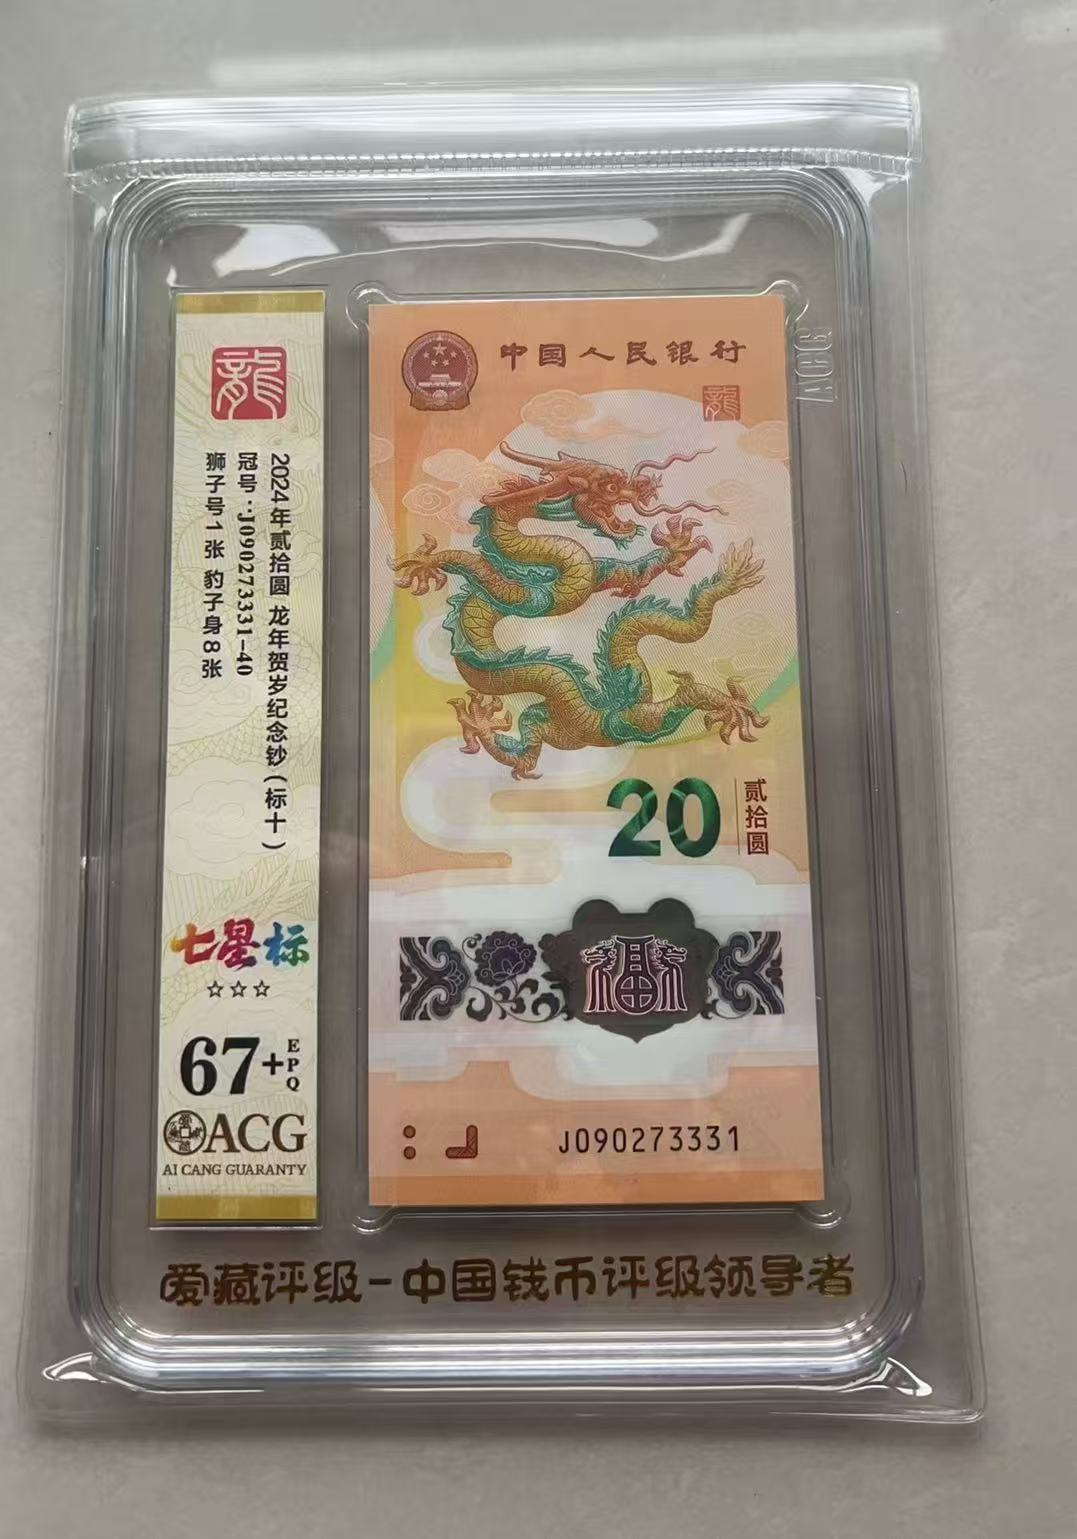 龍
2024年贰拾圆 龙年贺岁纪念钞(标十)
冠号:J090273331-40
狮子号1张 豹子身8张
七星标
☆☆☆
67+EPQ
ACG
AI CANG GUARANTY
中国人民银行
龍
20
贰拾圆
福
J090273331
ACG
爱藏评级-中国钱币评级领导者